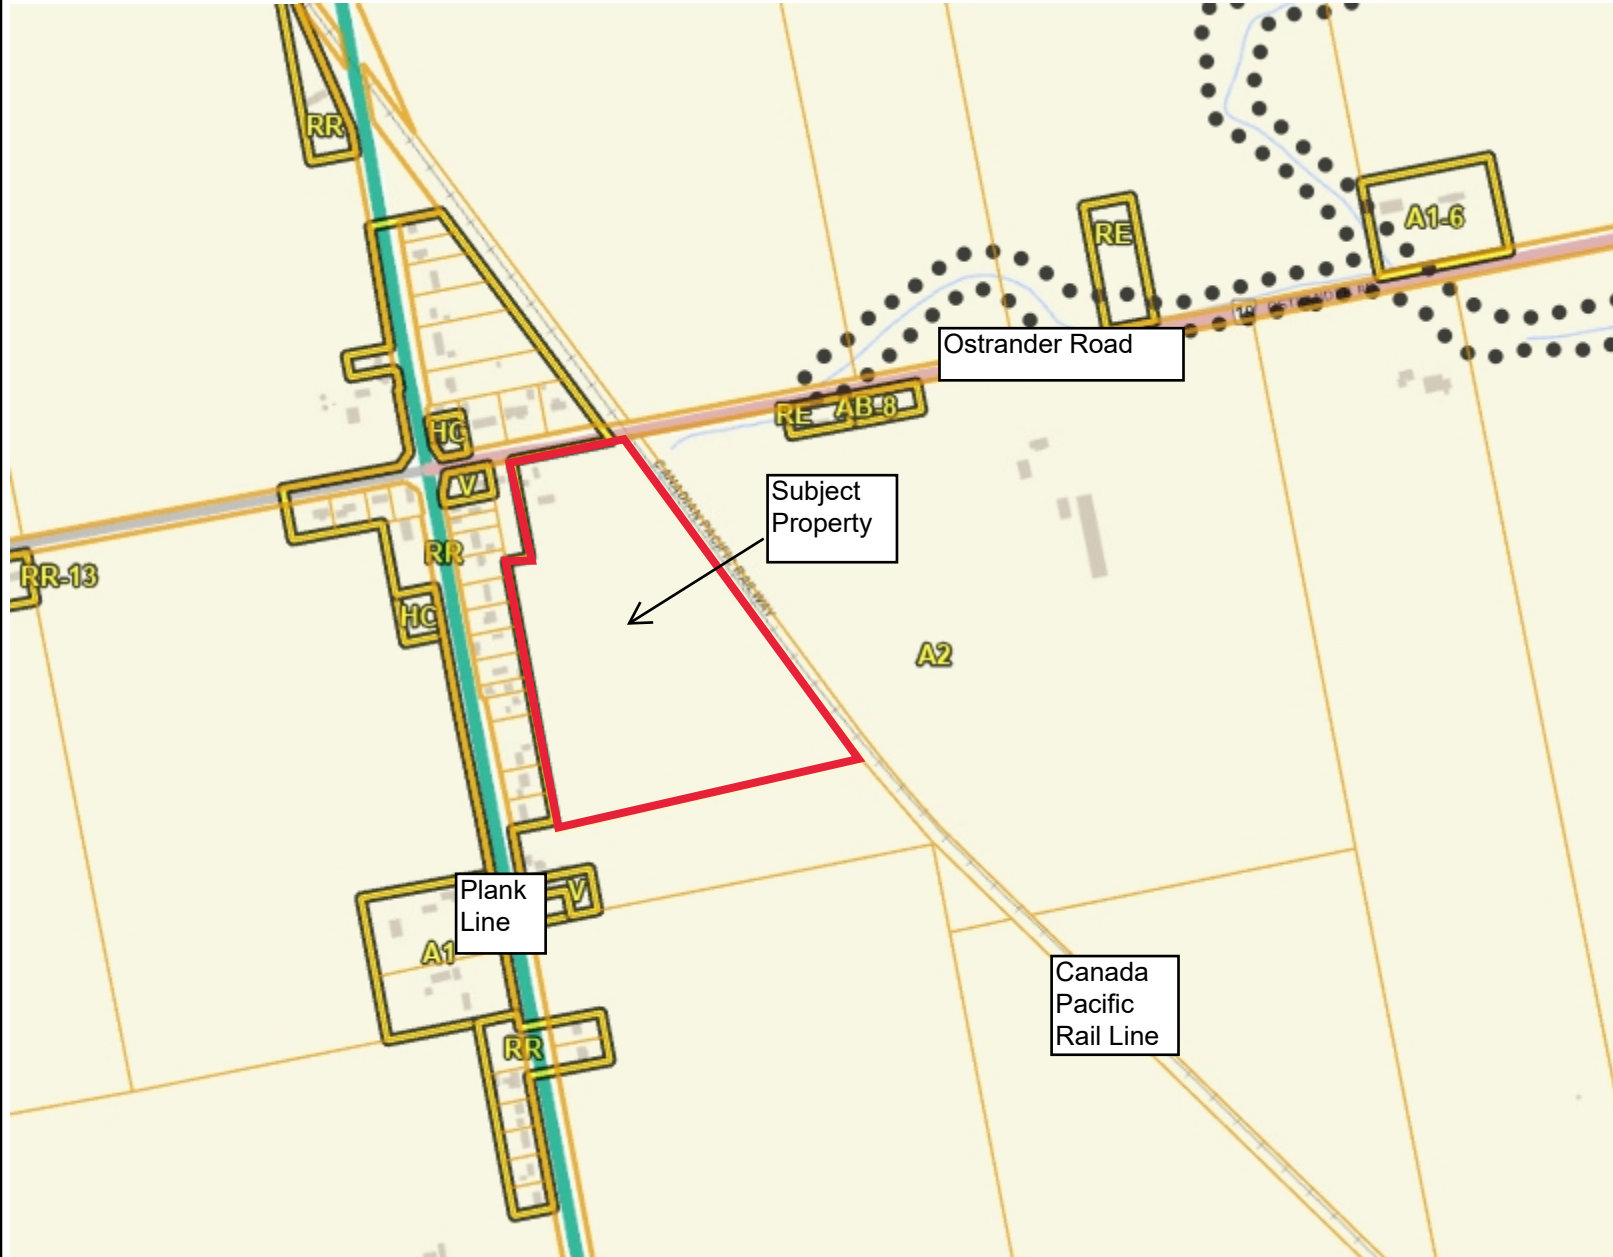 RR
RE
A1-6
19
Ostrander Road
RE
AB-8
HC
V
CANADIAN PACIFIC RAILWAY
Subject
Property
RR
RR-13
HC
A2
Plank
Line
V
A1
Canada
Pacific
Rail Line
RR